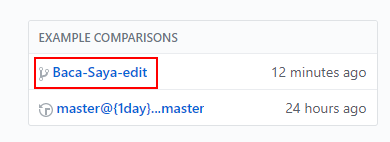 EXAMPLE COMPARISONS
Baca-Saya-edit 12 minutes ago
master@{1day}...master 24 hours ago